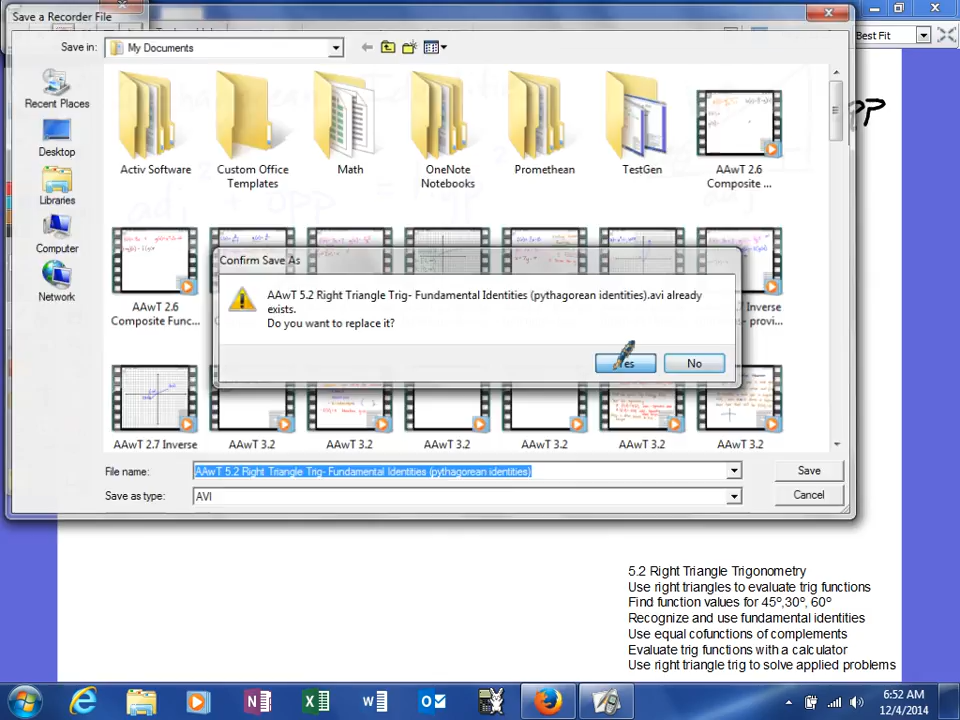 Save a Recorder File
Best Fit
Save in:
My Documents
Recent Places
Desktop
Libraries
Computer
Network
Activ Software
Custom Office
Templates
Math
OneNote
Notebooks
Promethean
TestGen
AAwT 2.6
Composite ...
opp
adj + opp =
AAwT 2.6
Composite Func...
7 Inverse
- provi...
Confirm Save As
AAwT 5.2 Right Triangle Trig- Fundamental Identities (pythagorean identities).avi already
exists.
Do you want to replace it?
Yes
No
AAwT 2.7 Inverse
AAwT 3.2
AAwT 3.2
AAwT 3.2
AAwT 3.2
AAwT 3.2
AAwT 3.2
File name:
AAwT 5.2 Right Triangle Trig- Fundamental Identities (pythagorean identities)
Save
Save as type:
AVI
Cancel
5.2 Right Triangle Trigonometry
Use right triangles to evaluate trig functions
Find function values for 45°,30°, 60°
Recognize and use fundamental identities
Use equal cofunctions of complements
Evaluate trig functions with a calculator
Use right triangle trig to solve applied problems
6:52 AM
12/4/2014